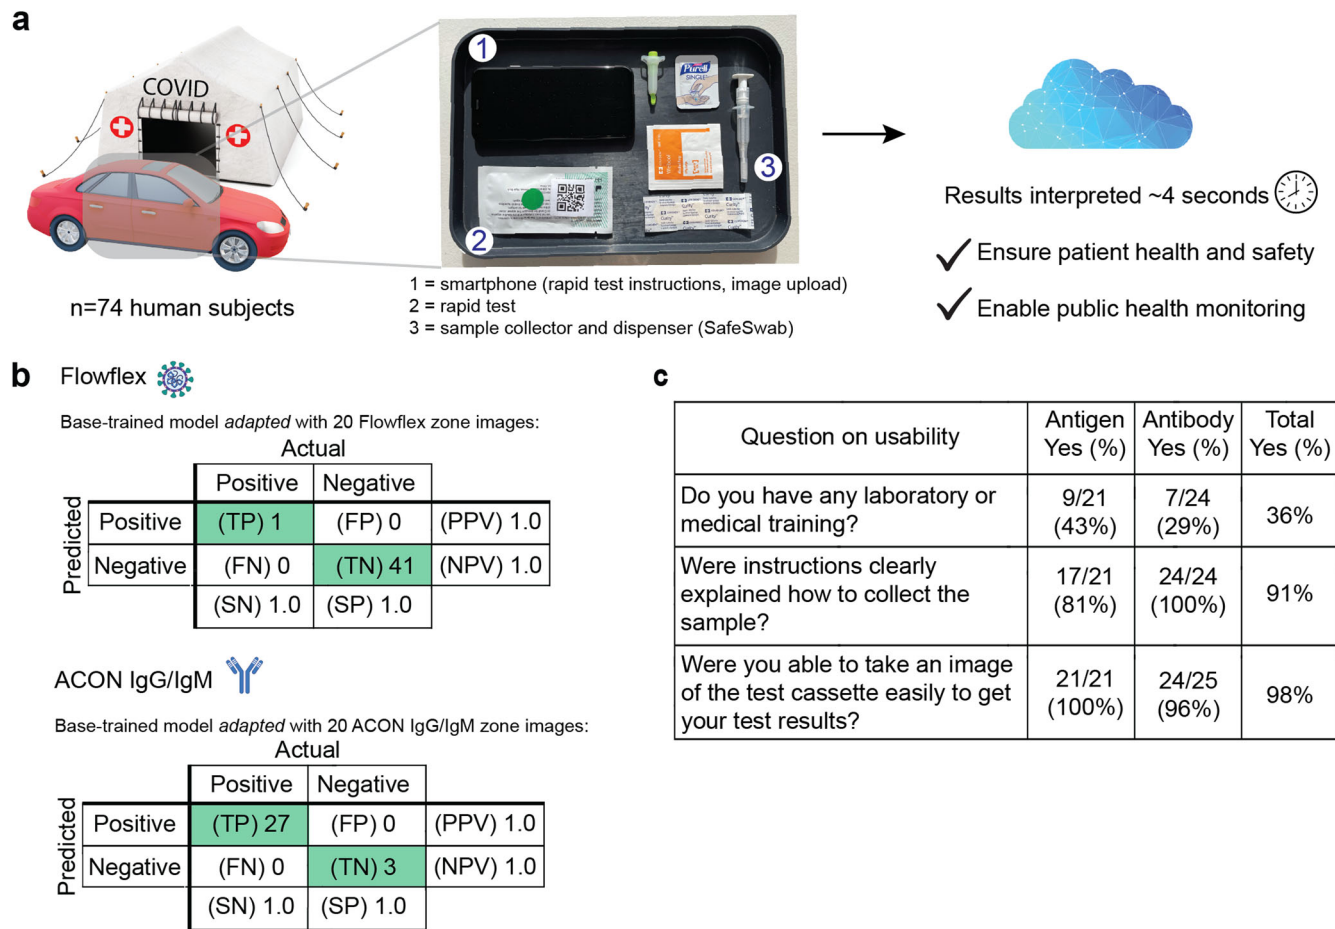 a
COVID
n=74 human subjects
1
2
3
Purell
SINGLES
Curity
1 = smartphone (rapid test instructions, image upload)
2 = rapid test
3 = sample collector and dispenser (SafeSwab)
Results interpreted ~4 seconds
Ensure patient health and safety
Enable public health monitoring
b
Flowflex
Base-trained model adapted with 20 Flowflex zone images:
Actual
Positive Negative
Predicted
Positive (TP) 1 (FP) 0 (PPV) 1.0
Negative (FN) 0 (TN) 41 (NPV) 1.0
(SN) 1.0 (SP) 1.0
ACON IgG/IgM
Base-trained model adapted with 20 ACON IgG/IgM zone images:
Actual
Positive Negative
Predicted
Positive (TP) 27 (FP) 0 (PPV) 1.0
Negative (FN) 0 (TN) 3 (NPV) 1.0
(SN) 1.0 (SP) 1.0
c
Question on usability Antigen Antibody Total
Yes (%) Yes (%) Yes (%)
Do you have any laboratory or 9/21 7/24 36%
medical training? (43%) (29%)
Were instructions clearly 17/21 24/24
explained how to collect the (81%) (100%) 91%
sample?
Were you able to take an image 21/21 24/25
of the test cassette easily to get (100%) (96%) 98%
your test results?